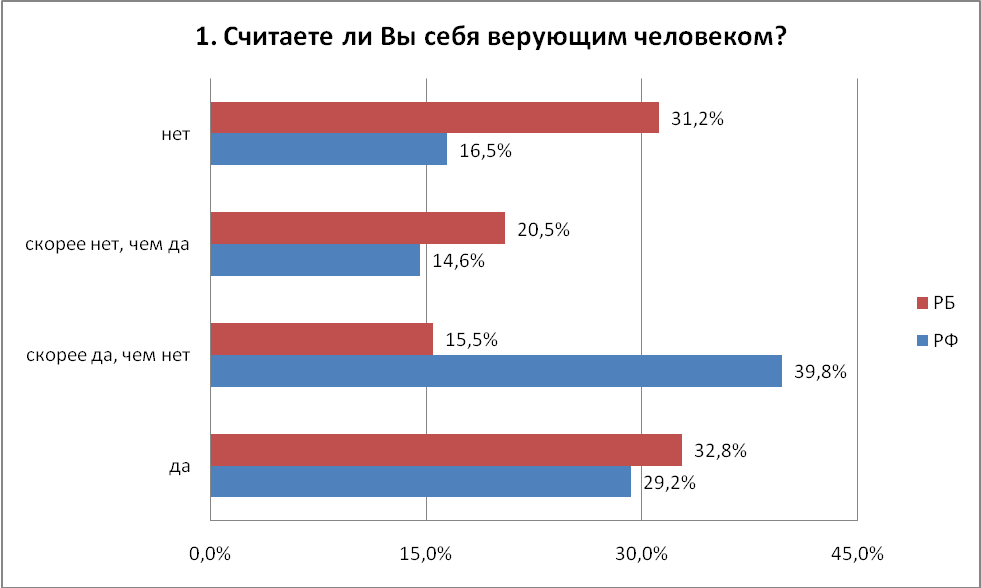 1. Считаете ли Вы себя верующим человеком?
нет
31,2%
16,5%
скорее нет, чем да
20,5%
14,6%
скорее да, чем нет
15,5%
39,8%
да
32,8%
29,2%
РБ
РФ
0,0% 15,0% 30,0% 45,0%